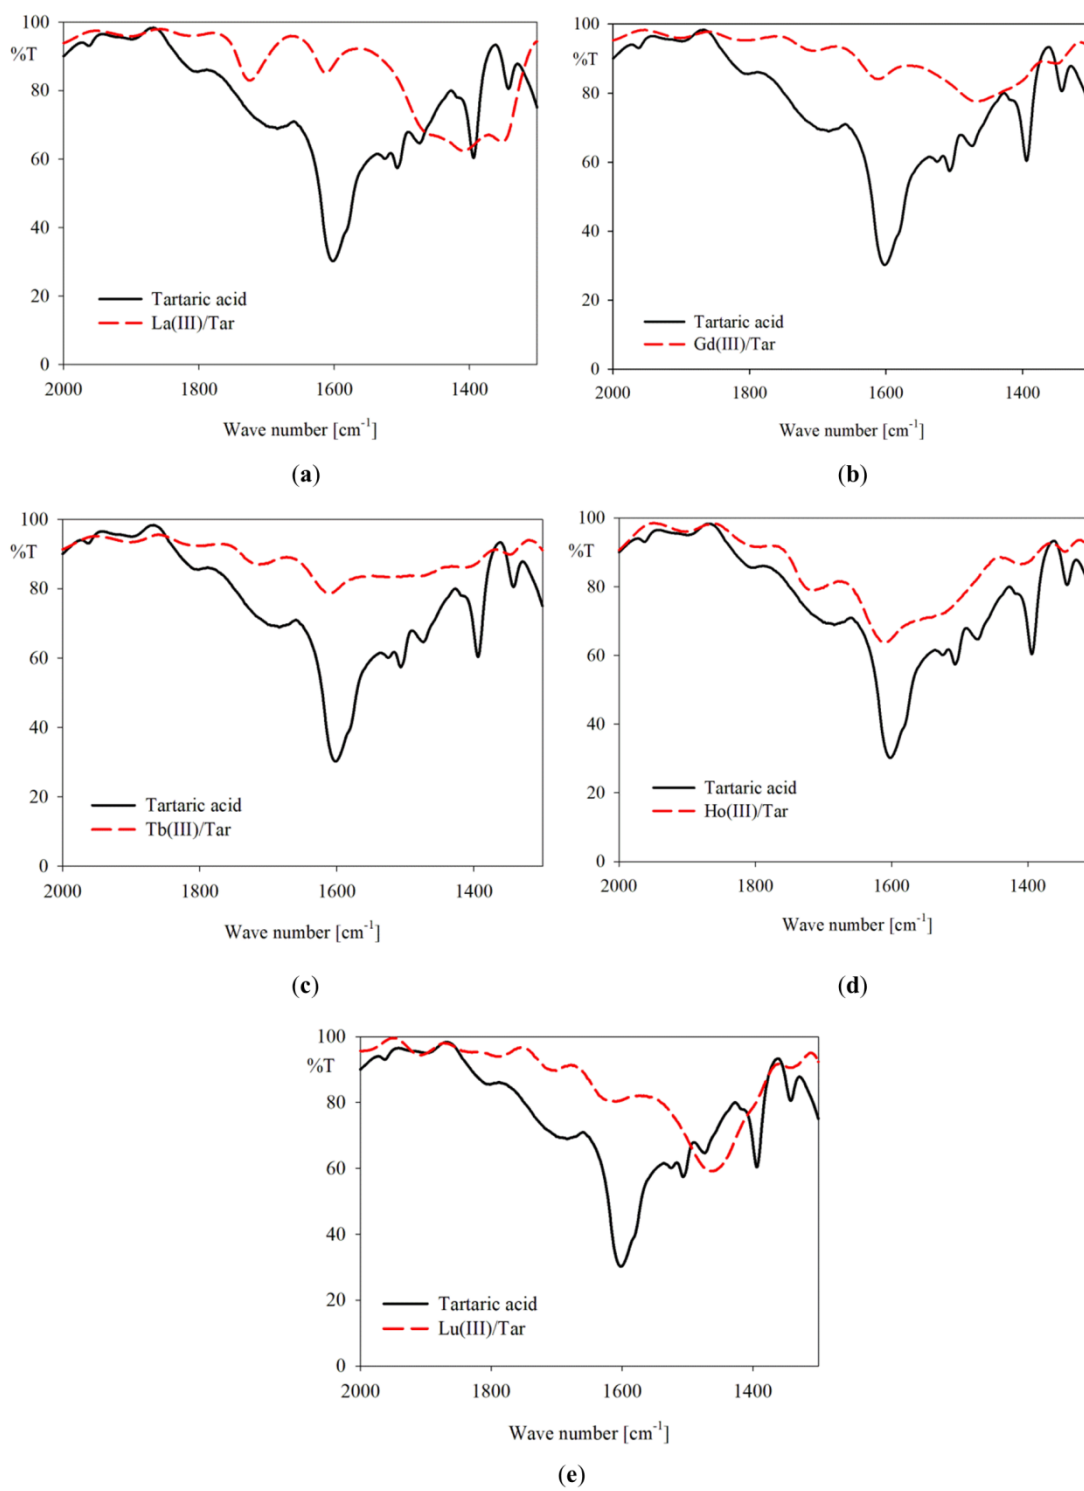 100
%T
80
60
40
20
0
Tartaric acid
La(III)/Tar
2000 1800 1600 1400
Wave number [cm⁻¹]
(a)
100
%T
80
60
40
20
0
Tartaric acid
Gd(III)/Tar
2000 1800 1600 1400
Wave number [cm⁻¹]
(b)
100
%T
80
60
40
20
0
Tartaric acid
Tb(III)/Tar
2000 1800 1600 1400
Wave number [cm⁻¹]
(c)
100
%T
80
60
40
20
0
Tartaric acid
Ho(III)/Tar
2000 1800 1600 1400
Wave number [cm⁻¹]
(d)
100
%T
80
60
40
20
0
Tartaric acid
Lu(III)/Tar
2000 1800 1600 1400
Wave number [cm⁻¹]
(e)